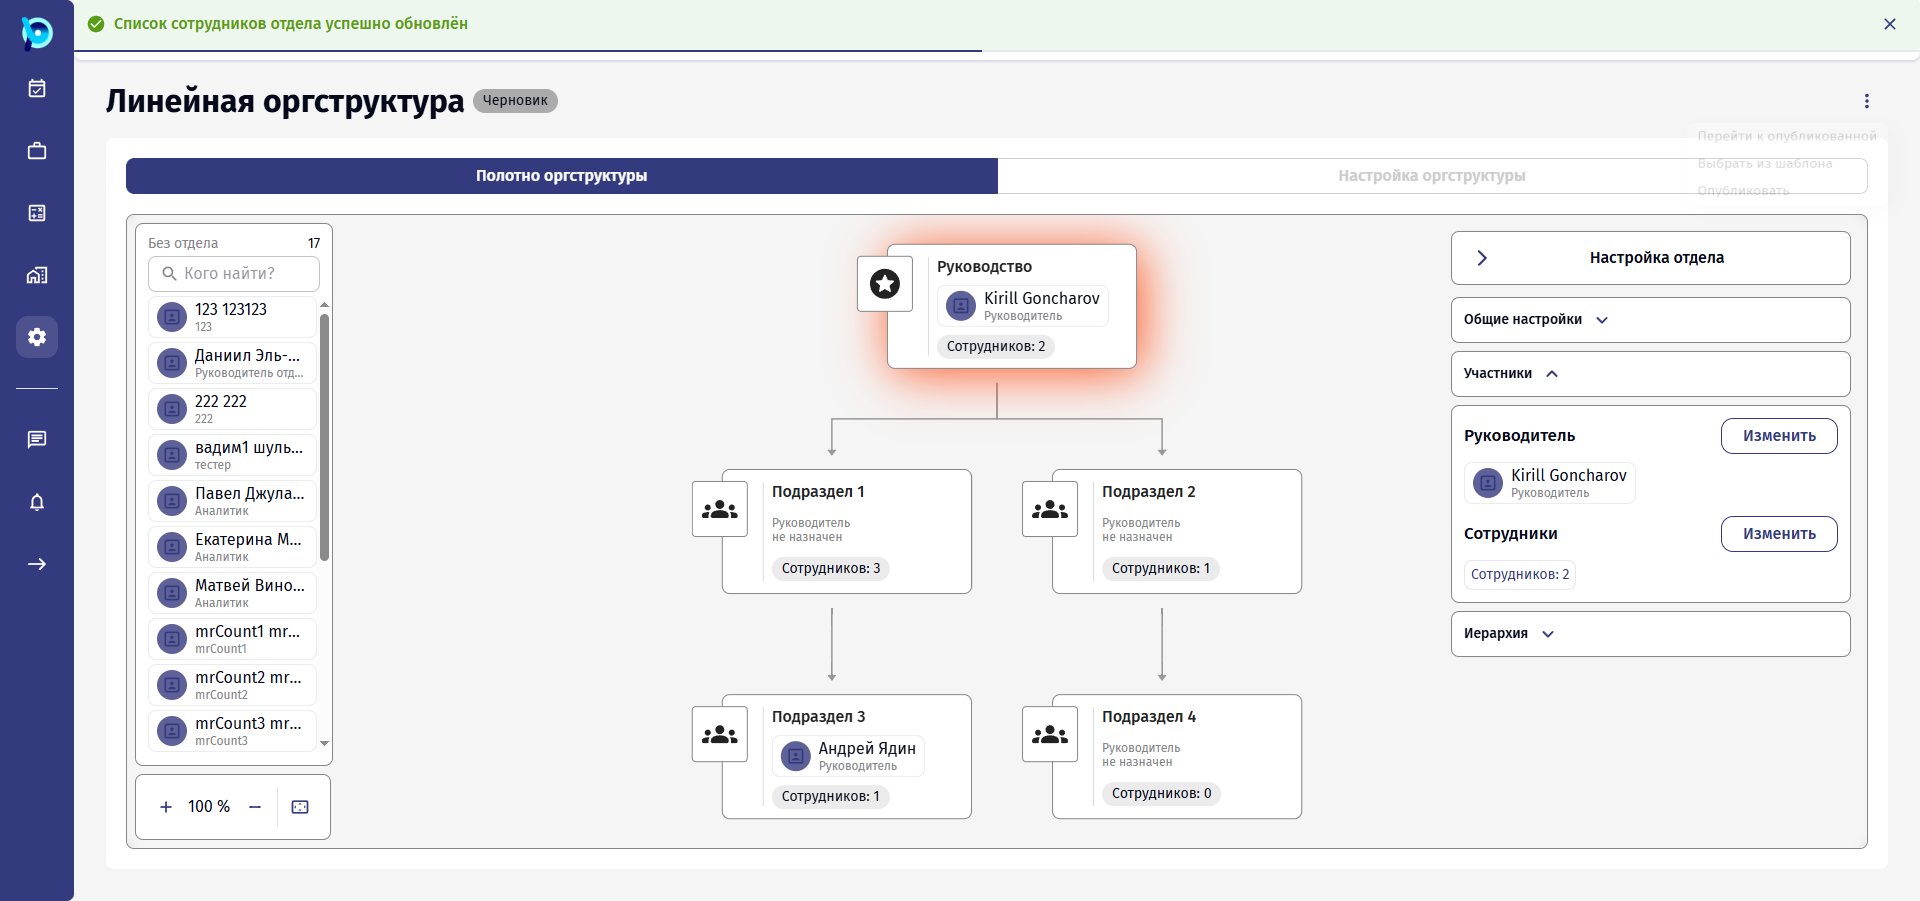 Список сотрудников отдела успешно обновлён
Линейная оргструктура
Черновик
Перейти к опубликованной
Выбрать из шаблона
Опубликовать
Полотно оргструктуры
Настройка оргструктуры
Без отдела
17
Кого найти?
123 123123
123
Даниил Эль-...
Руководитель отд...
222 222
222
вадим1 шуль...
тестер
Павел Джула...
Аналитик
Екатерина М...
Аналитик
Матвей Вино...
Аналитик
mrCount1 mr...
mrCount1
mrCount2 mr...
mrCount2
mrCount3 mr...
mrCount3
100 %
Руководство
Kirill Goncharov
Руководитель
Сотрудников: 2
Подраздел 1
Руководитель
не назначен
Сотрудников: 3
Подраздел 2
Руководитель
не назначен
Сотрудников: 1
Подраздел 3
Андрей Ядин
Руководитель
Сотрудников: 1
Подраздел 4
Руководитель
не назначен
Сотрудников: 0
Настройка отдела
Общие настройки
Участники
Руководитель
Изменить
Kirill Goncharov
Руководитель
Сотрудники
Изменить
Сотрудников: 2
Иерархия